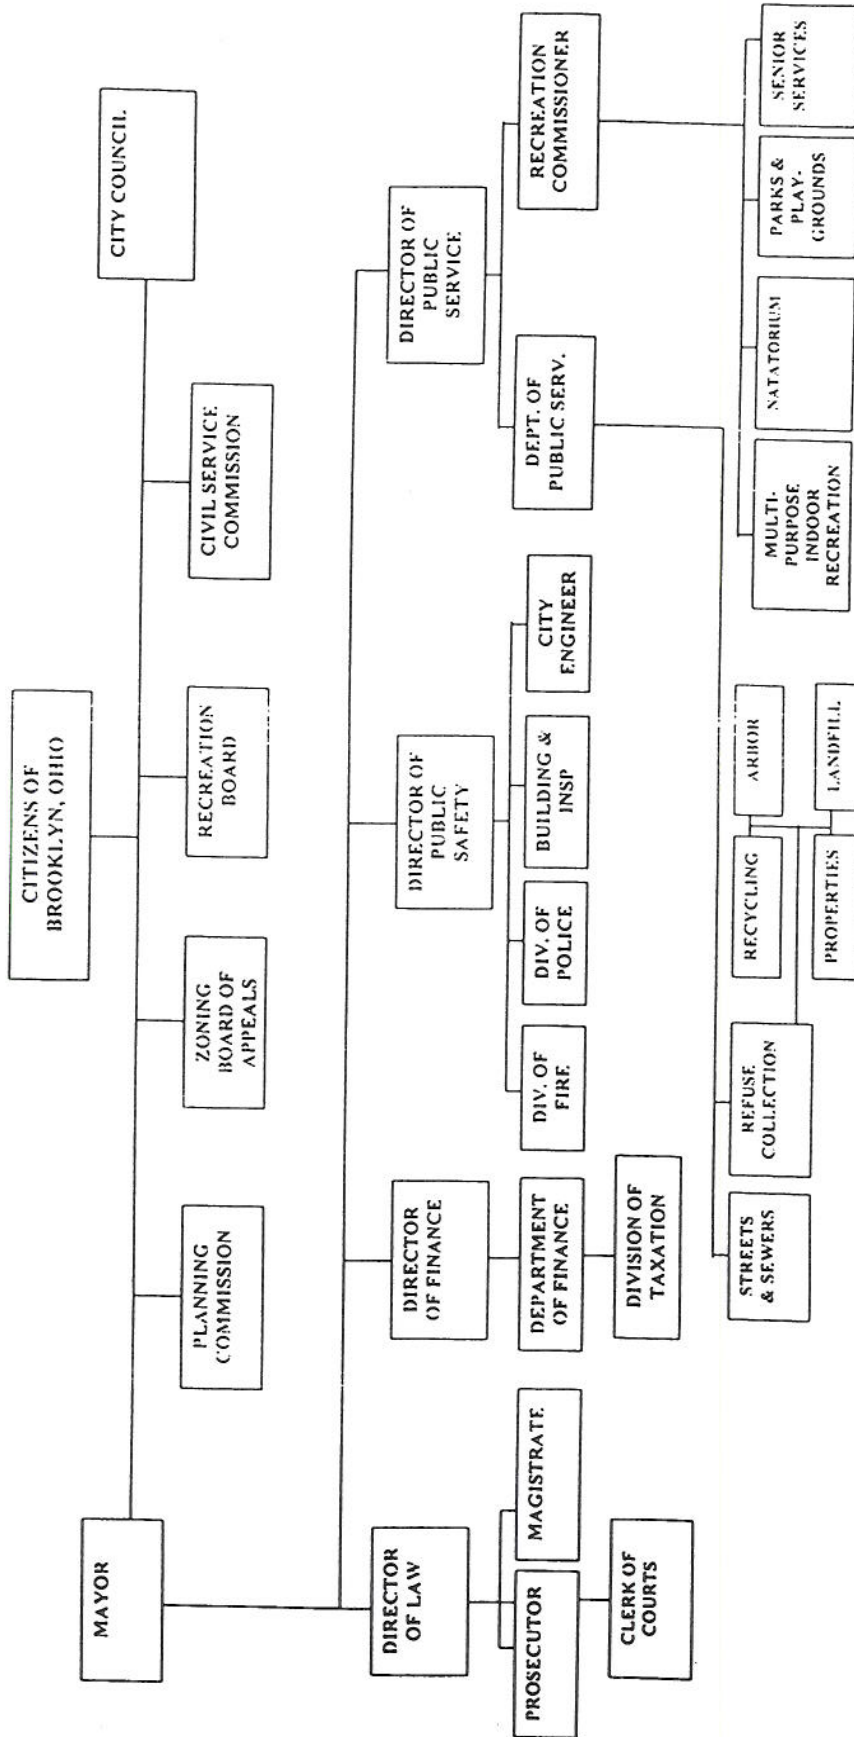 CITIZENS OF
BROOKLYN, OHIO
MAYOR
CITY COUNCIL
PLANNING
COMMISSION
ZONING
BOARD OF
APPEALS
RECREATION
BOARD
CIVIL SERVICE
COMMISSION
DIRECTOR
OF LAW
DIRECTOR
OF FINANCE
DIRECTOR OF
PUBLIC
SAFETY
DIRECTOR OF
PUBLIC
SERVICE
PROSECUTOR
MAGISTRATE
DEPARTMENT
OF FINANCE
DIV. OF
FIRE
DIV. OF
POLICE
BUILDING &
INSP
CITY
ENGINEER
DEPT. OF
PUBLIC SERV.
RECREATION
COMMISSIONER
CLERK OF
COURTS
DIVISION OF
TAXATION
STREETS
& SEWERS
REFUSE
COLLECTION
RECYCLING
ARBOR
PROPERTIES
LANDFILL
MULTI-
PURPOSE
INDOOR
RECREATION
NATATORIUM
PARKS &
PLAY-
GROUNDS
SENIOR
SERVICES